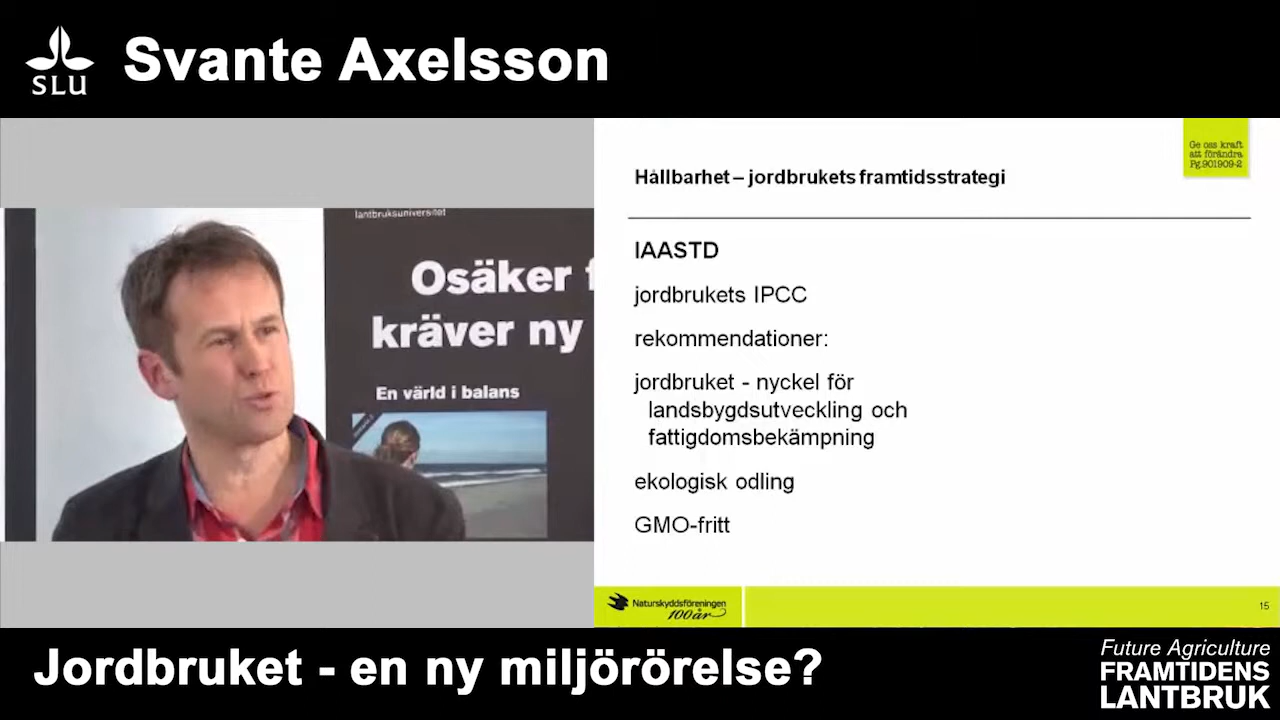 SLU
Svante Axelsson
lantbruksuniversitet
Osäker
kräver ny
En värld i balans
Ge oss kraft
att förändra
Pg.901909-2
Hållbarhet – jordbrukets framtidsstrategi
IAASTD
jordbrukets IPCC
rekommendationer:
jordbruket - nyckel för
landsbygdsutveckling och
fattigdomsbekämpning
ekologisk odling
GMO-fritt
Naturskyddsföreningen
100 år
15
Jordbruket - en ny miljörörelse?
Future Agriculture
FRAMTIDENS
LANTBRUK